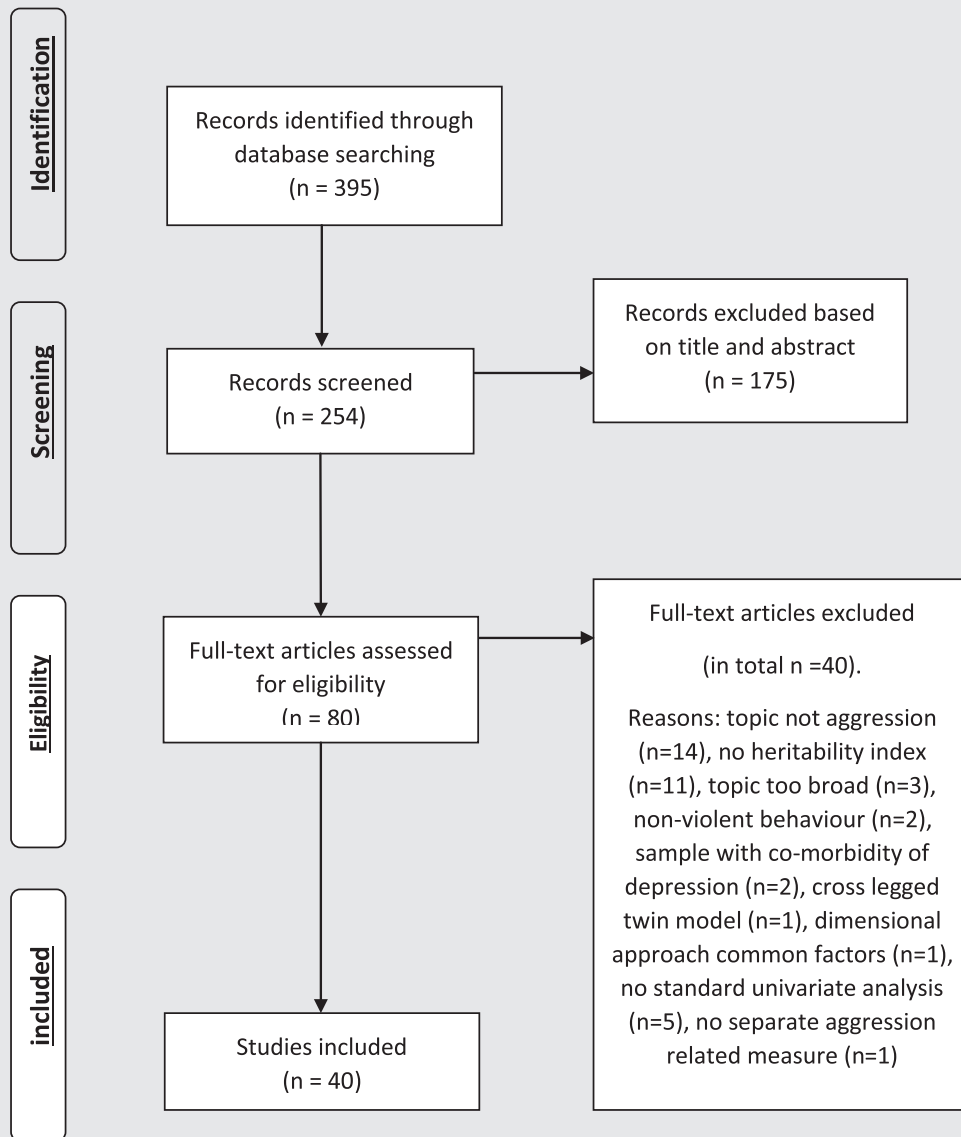 Identification
Records identified through
database searching
(n = 395)
Screening
Records screened
(n = 254)
Records excluded based
on title and abstract
(n = 175)
Eligibility
Full-text articles assessed
for eligibility
(n = 80)
Full-text articles excluded
(in total n =40).
Reasons: topic not aggression
(n=14), no heritability index
(n=11), topic too broad (n=3),
non-violent behaviour (n=2),
sample with co-morbidity of
depression (n=2), cross legged
twin model (n=1), dimensional
approach common factors (n=1),
no standard univariate analysis
(n=5), no separate aggression
related measure (n=1)
included
Studies included
(n = 40)